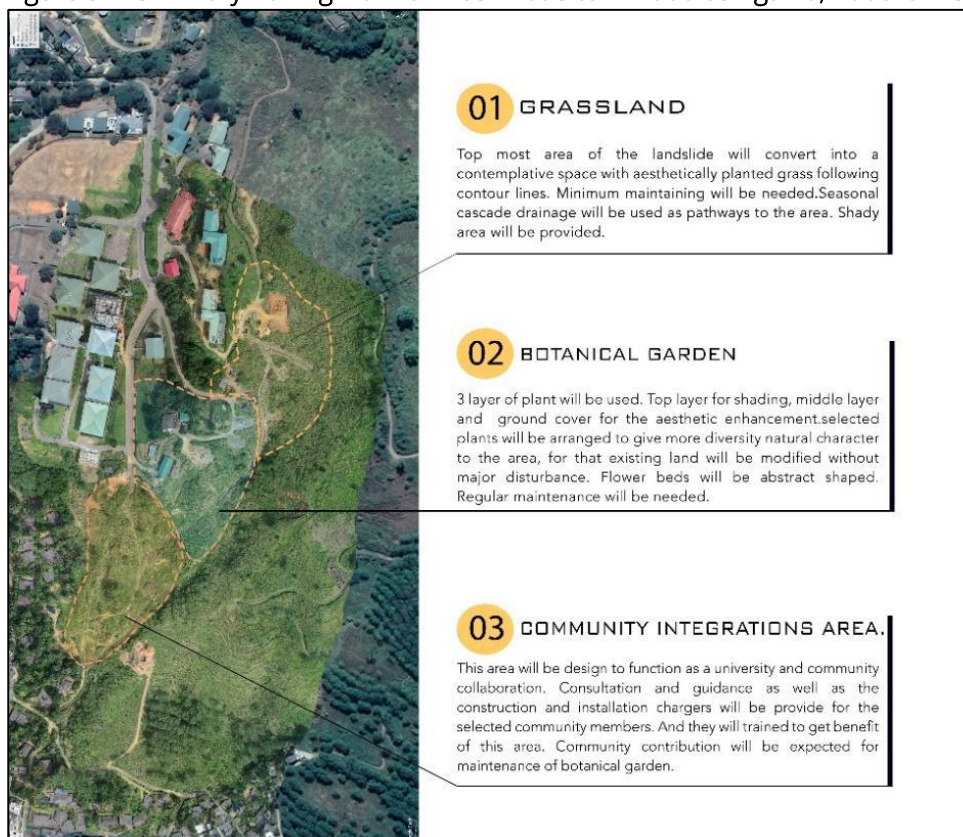 01 GRASSLAND
Top most area of the landslide will convert into a
contemplative space with aesthetically planted grass following
contour lines. Minimum maintaining will be needed.Seasonal
cascade drainage will be used as pathways to the area. Shady
area will be provided.
02 BOTANICAL GARDEN
3 layer of plant will be used. Top layer for shading, middle layer
and ground cover for the aesthetic enhancement.selected
plants will be arranged to give more diversity natural character
to the area, for that existing land will be modified without
major disturbance. Flower beds will be abstract shaped.
Regular maintenance will be needed.
03 COMMUNITY INTEGRATIONS AREA.
This area will be design to function as a university and community
collaboration. Consultation and guidance as well as the
construction and installation chargers will be provide for the
selected community members. And they will trained to get benefit
of this area. Community contribution will be expected for
maintenance of botanical garden.